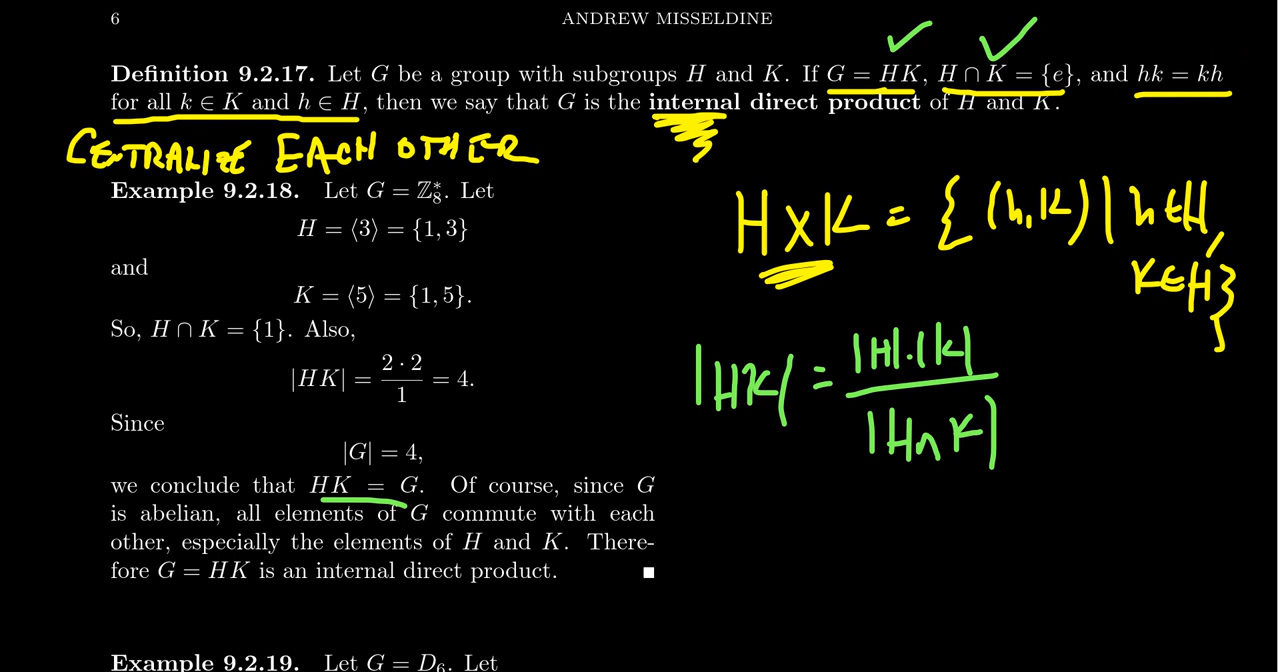 6
ANDREW MISSELDINE
Definition 9.2.17. Let G be a group with subgroups H and K. If G = HK, H ∩ K = {e}, and hk = kh
for all k ∈ K and h ∈ H, then we say that G is the internal direct product of H and K.
CENTRALIZE EACH OTHER
Example 9.2.18. Let G = ℤ₈*. Let
H = ⟨3⟩ = {1, 3}
and
K = ⟨5⟩ = {1, 5}.
So, H ∩ K = {1}. Also,
|HK| = \frac{2 · 2}{1} = 4.
Since
|G| = 4,
we conclude that HK = G. Of course, since G
is abelian, all elements of G commute with each
other, especially the elements of H and K. There-
fore G = HK is an internal direct product. ■
H × K = { (h, k) | h ∈ H,
K ∈ H }
|HK| = \frac{|H| · |K|}{|H ∩ K|}
Example 9.2.19. Let G = D₆. Let